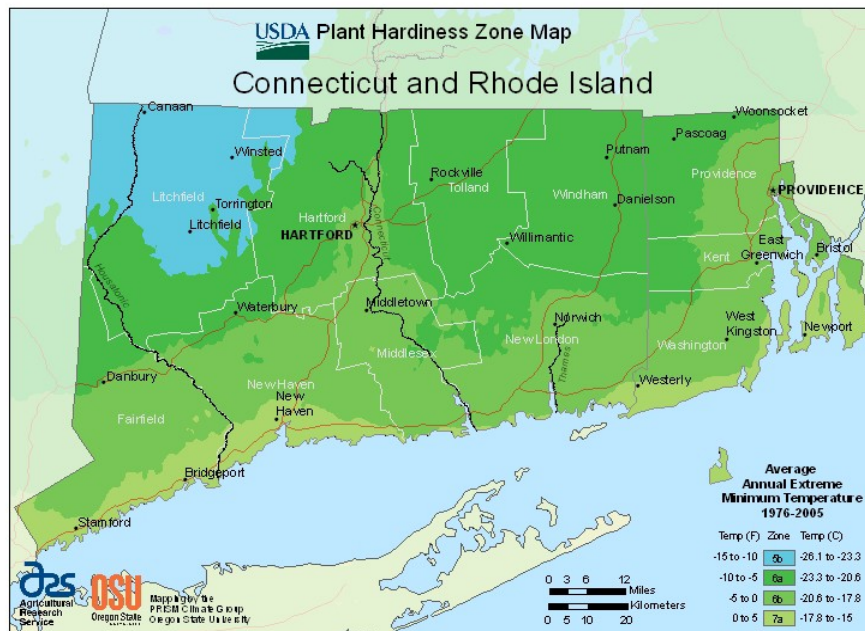 USDA Plant Hardiness Zone Map
Connecticut and Rhode Island
Canaan
Woonsocket
Winsted
Pascoag
Putnam
Rockville
Tolland
Providence
Litchfield
Windham
PROVIDENCE
Torrington
Danielson
Litchfield
Hartford
HARTFORD
Connecticut
Willimantic
East
Greenwich
Bristol
Kent
Housatonic
Waterbury
Middletown
Norwich
West
Kingston
Newport
Middlesex
New London
Washington
Thames
Danbury
New Haven
New
Haven
Westerly
Fairfield
Bridgeport
Stamford
Average
Annual Extreme
Minimum Temperature
1976-2005
Temp (F) Zone Temp (C)
-15 to -10 5b -26.1 to -23.3
-10 to -5 6a -23.3 to -20.6
-5 to 0 6b -20.6 to -17.8
0 to 5 7a -17.8 to -15
ars
Agricultural
Research
Service
OSU
Oregon State
Mapping by the
PRISM Climate Group
Oregon State University
0 3 6 12
Miles
Kilometers
0 5 10 20